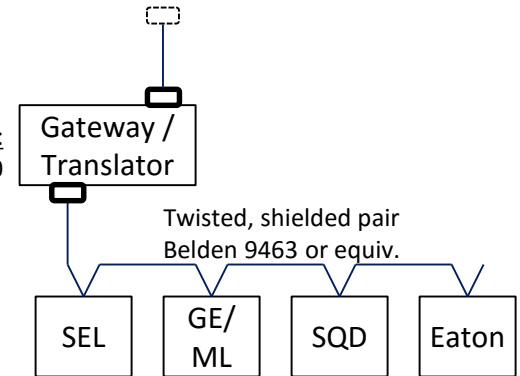 Gateway /
Translator
Twisted, shielded pair
Belden 9463 or equiv.
SEL
GE/
ML
SQD
Eaton